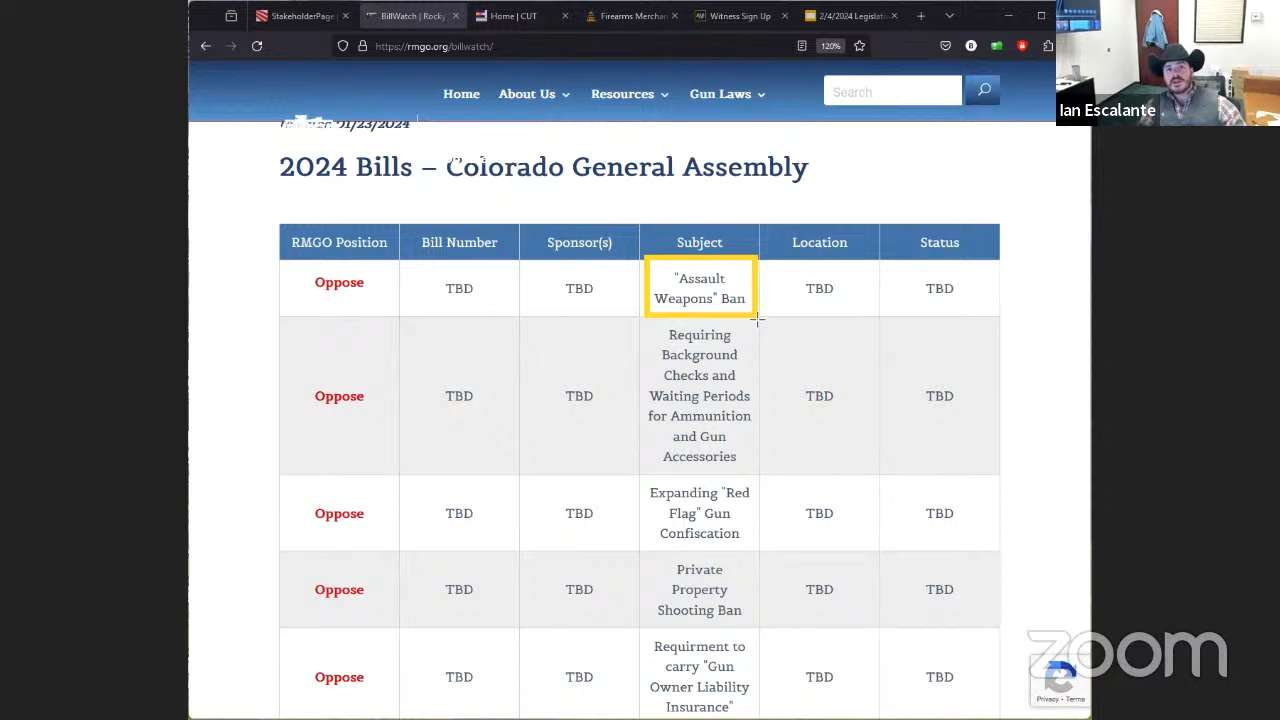 StakeholderPage
BillWatch | Rocky
Home | CUT
Firearms Merchan
Witness Sign Up
2/4/2024 Legislati
https://rmgo.org/billwatch/
120%
Ian Escalante
Home About Us Resources Gun Laws
Search
01/23/2024
2024 Bills – Colorado General Assembly
RMGO Position Bill Number Sponsor(s) Subject Location Status
Oppose TBD TBD "Assault
Weapons" Ban TBD TBD
Oppose TBD TBD Requiring
Background
Checks and
Waiting Periods
for Ammunition
and Gun
Accessories TBD TBD
Oppose TBD TBD Expanding "Red
Flag" Gun
Confiscation TBD TBD
Oppose TBD TBD Private
Property
Shooting Ban TBD TBD
Oppose TBD TBD Requirment to
carry "Gun
Owner Liability
Insurance" TBD TBD
zoom
Privacy - Terms